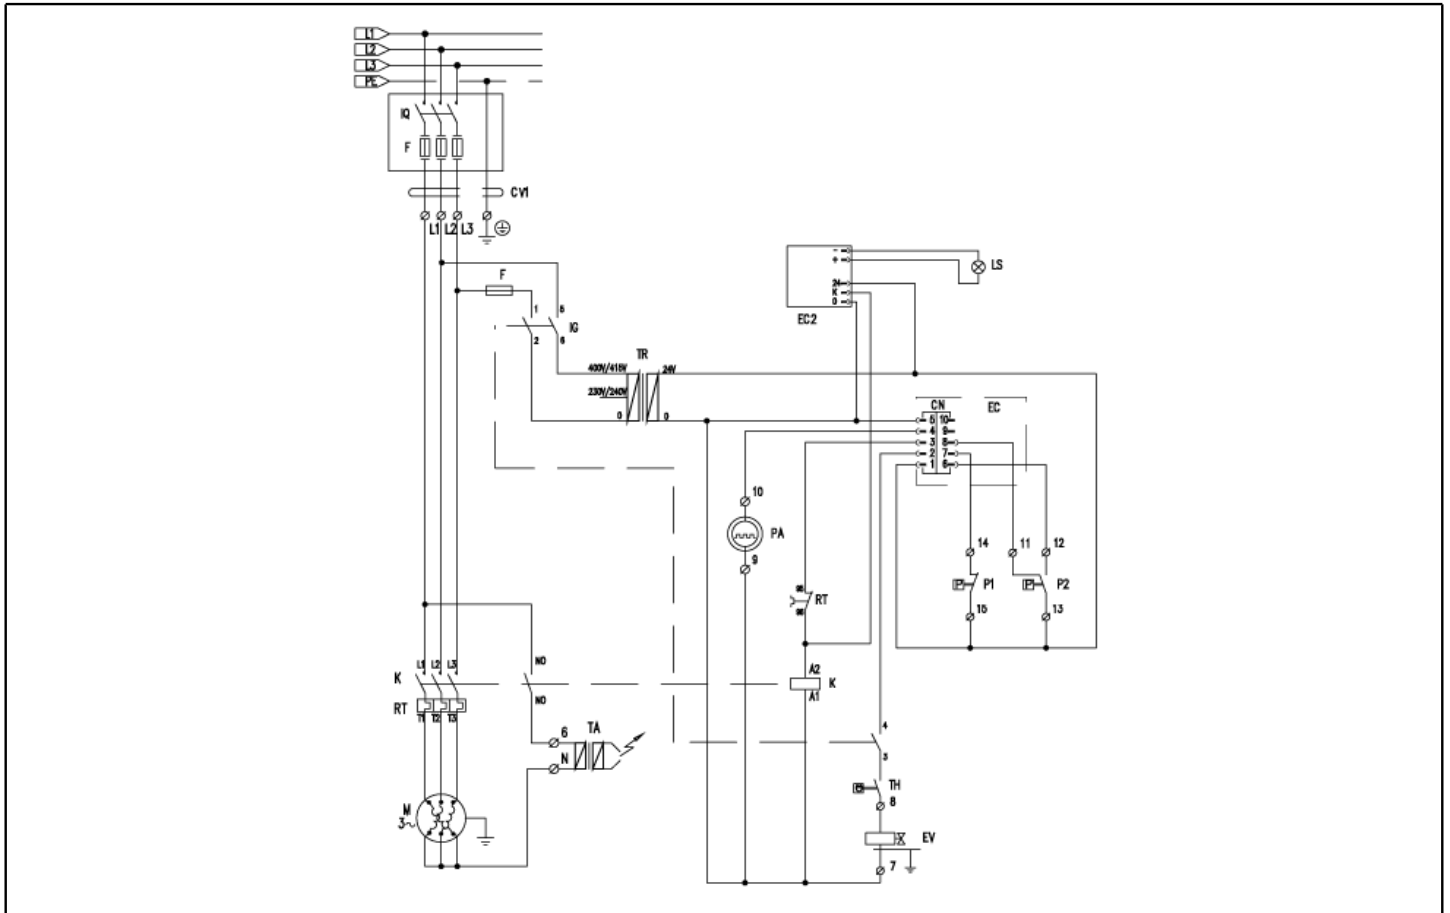 L1
L2
L3
PE
IQ
F
CV1
L1 L2 L3
F
1 5
IG
2 6
TR
400V/415V 24V
230V/240V
0 0
- LS
+
24
K
0
EC2
CN EC
5 10
4 9
3 8
2 7
1 6
10
PA
9
14 11 12
P1 P2
15 13
95
RT
96
L1 L2 L3 NO
K
A2
K
A1
RT
T1 T2 T3
NO
6 TA
N
4
3
TH
8
M
3~
EV
7